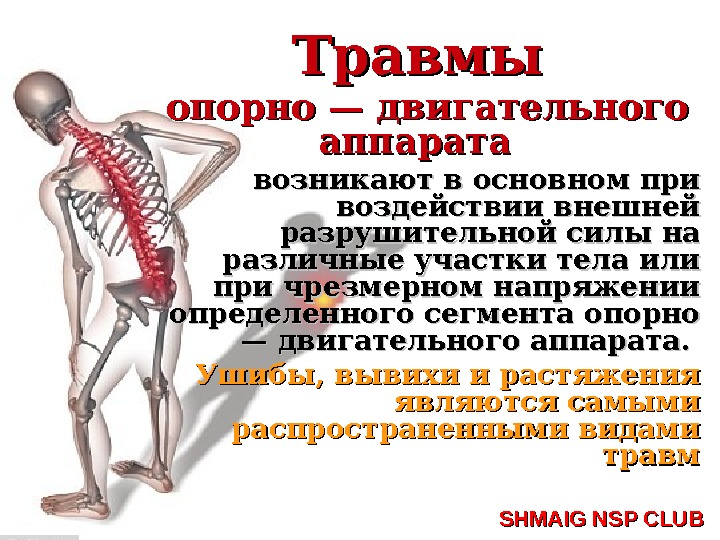 Травмы
опорно — двигательного
аппарата
возникают в основном при
воздействии внешней
разрушительной силы на
различные участки тела или
при чрезмерном напряжении
определенного сегмента опорно
— двигательного аппарата.
Ушибы, вывихи и растяжения
являются самыми
распространенными видами
травм
SHMAIG NSP CLUB